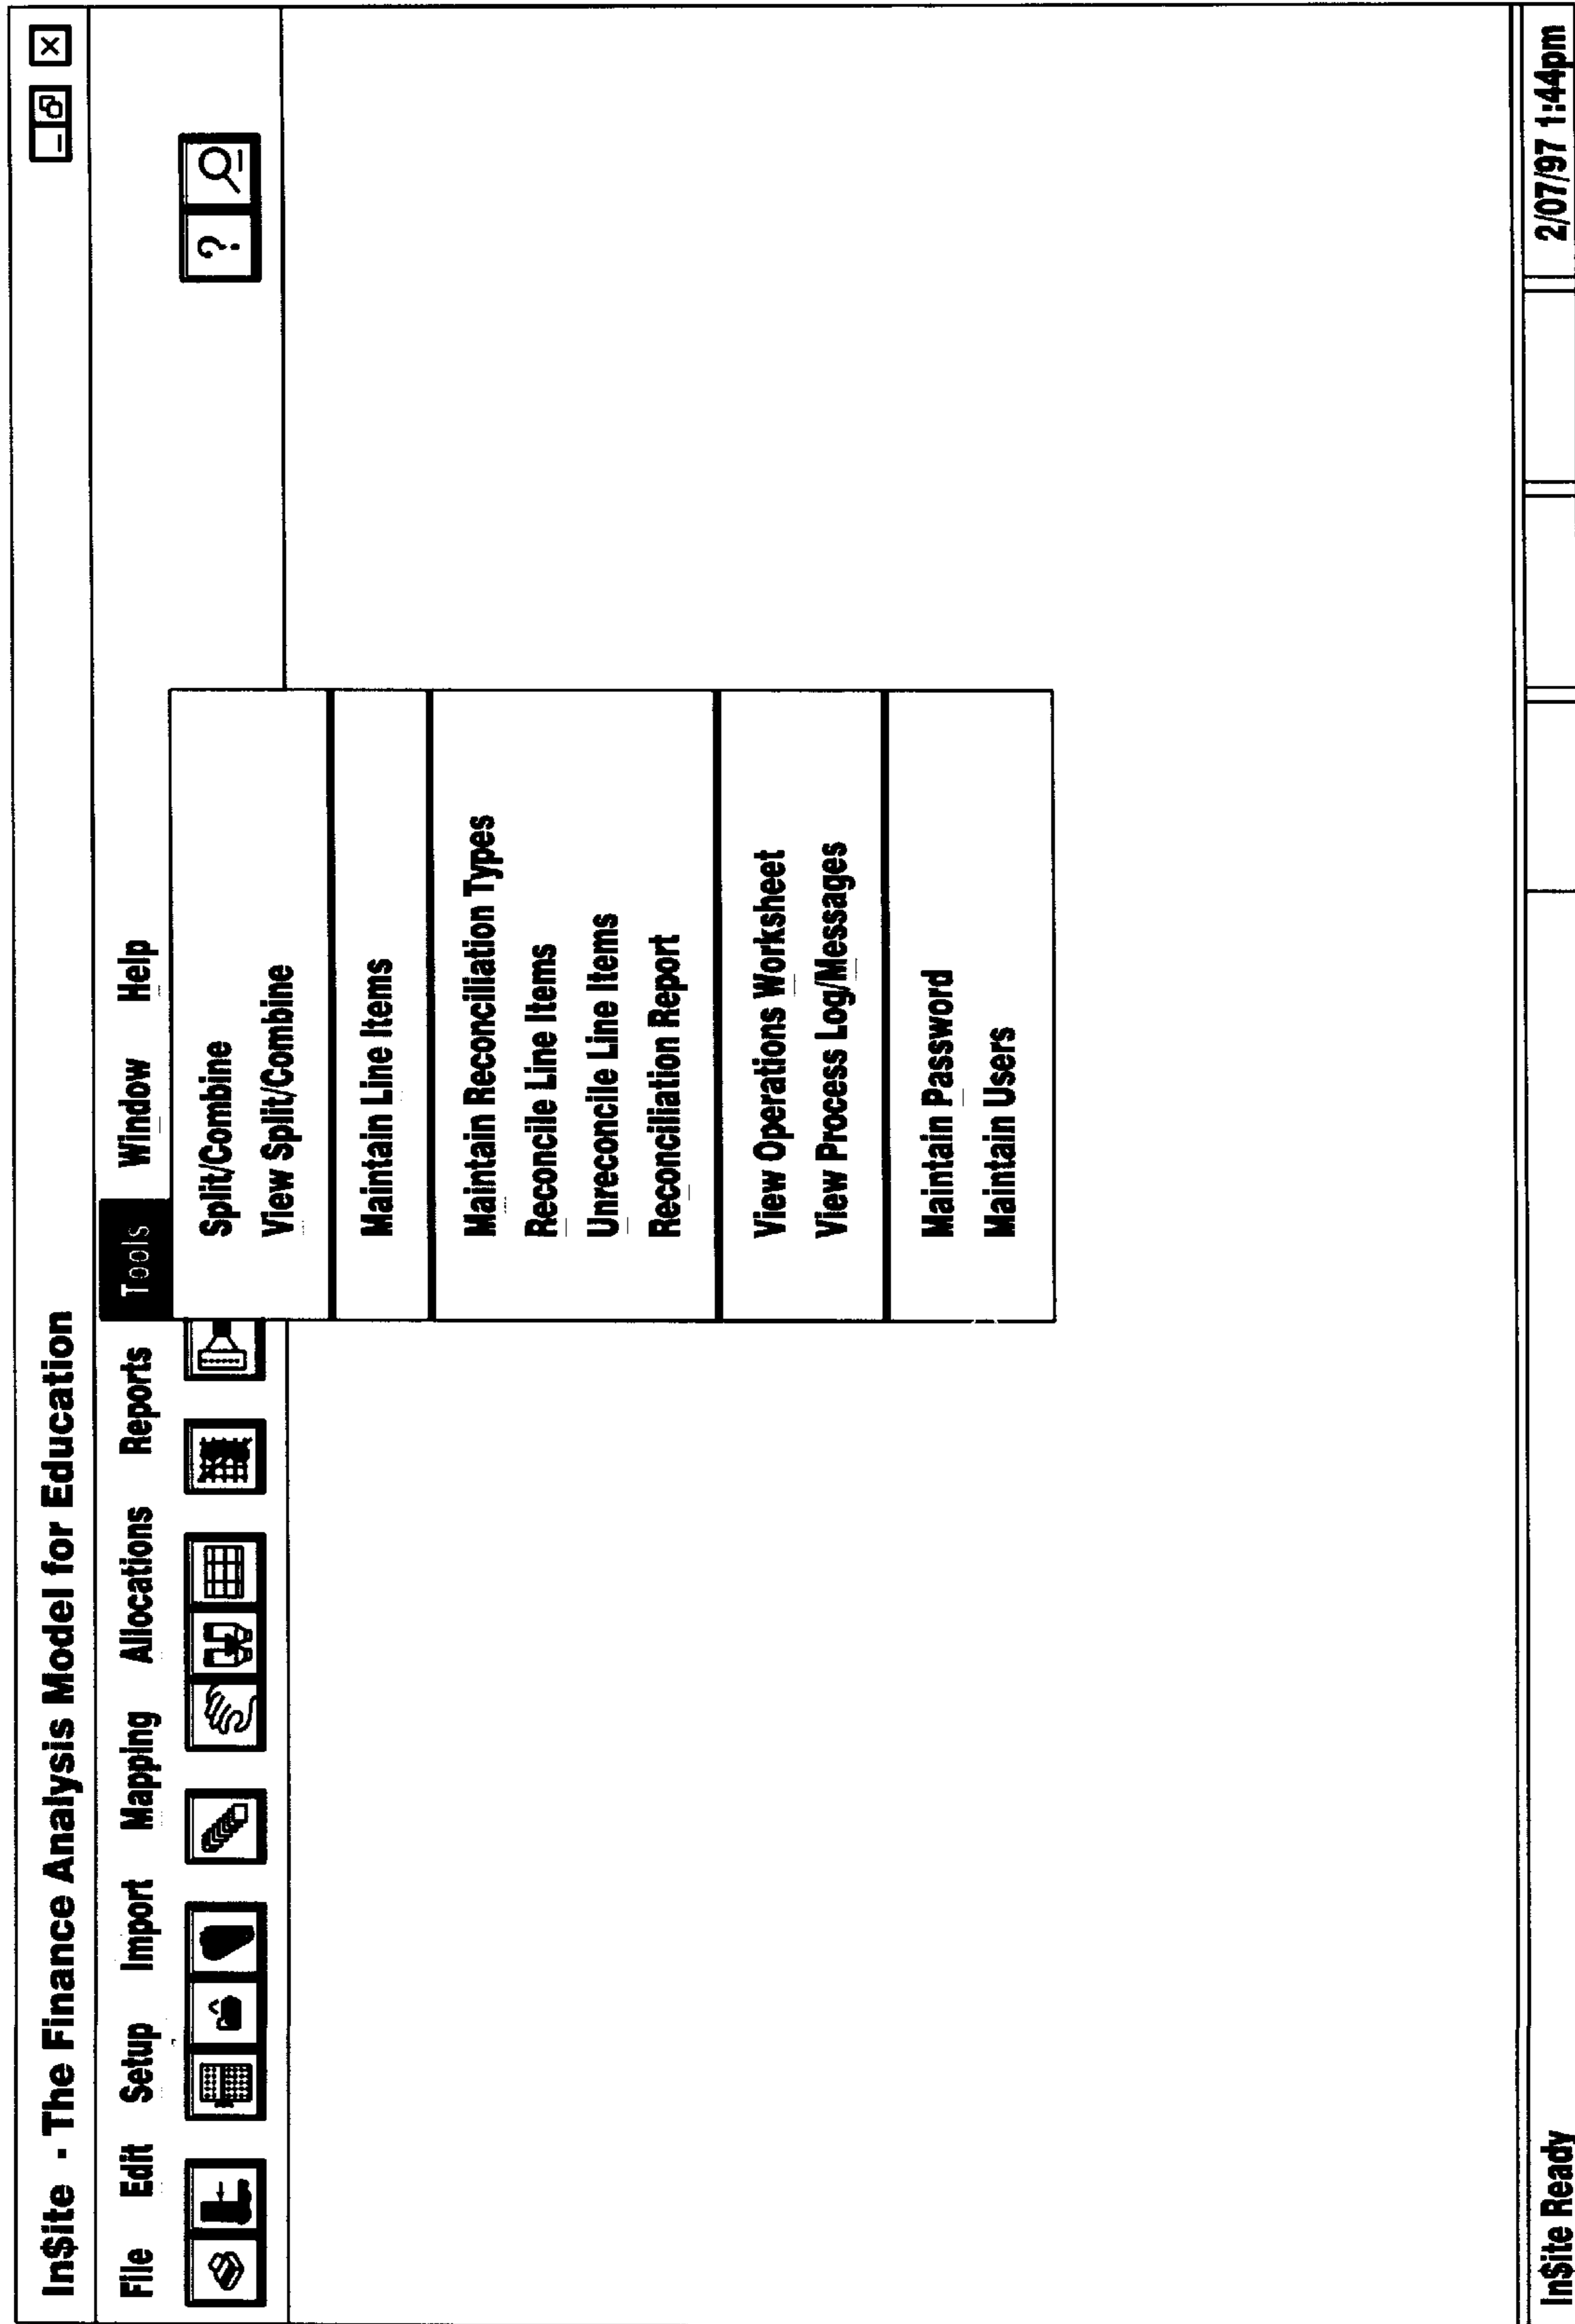 In$ite - The Finance Analysis Model for Education
File Edit Setup Import Mapping Allocations Reports Tools Window Help
?
Split/Combine
View Split/Combine
Maintain Line Items
Maintain Reconciliation Types
Reconcile Line Items
Unreconcile Line Items
Reconciliation Report
View Operations Worksheet
View Process Log/Messages
Maintain Password
Maintain Users
In$ite Ready 2/07/97 1:44pm